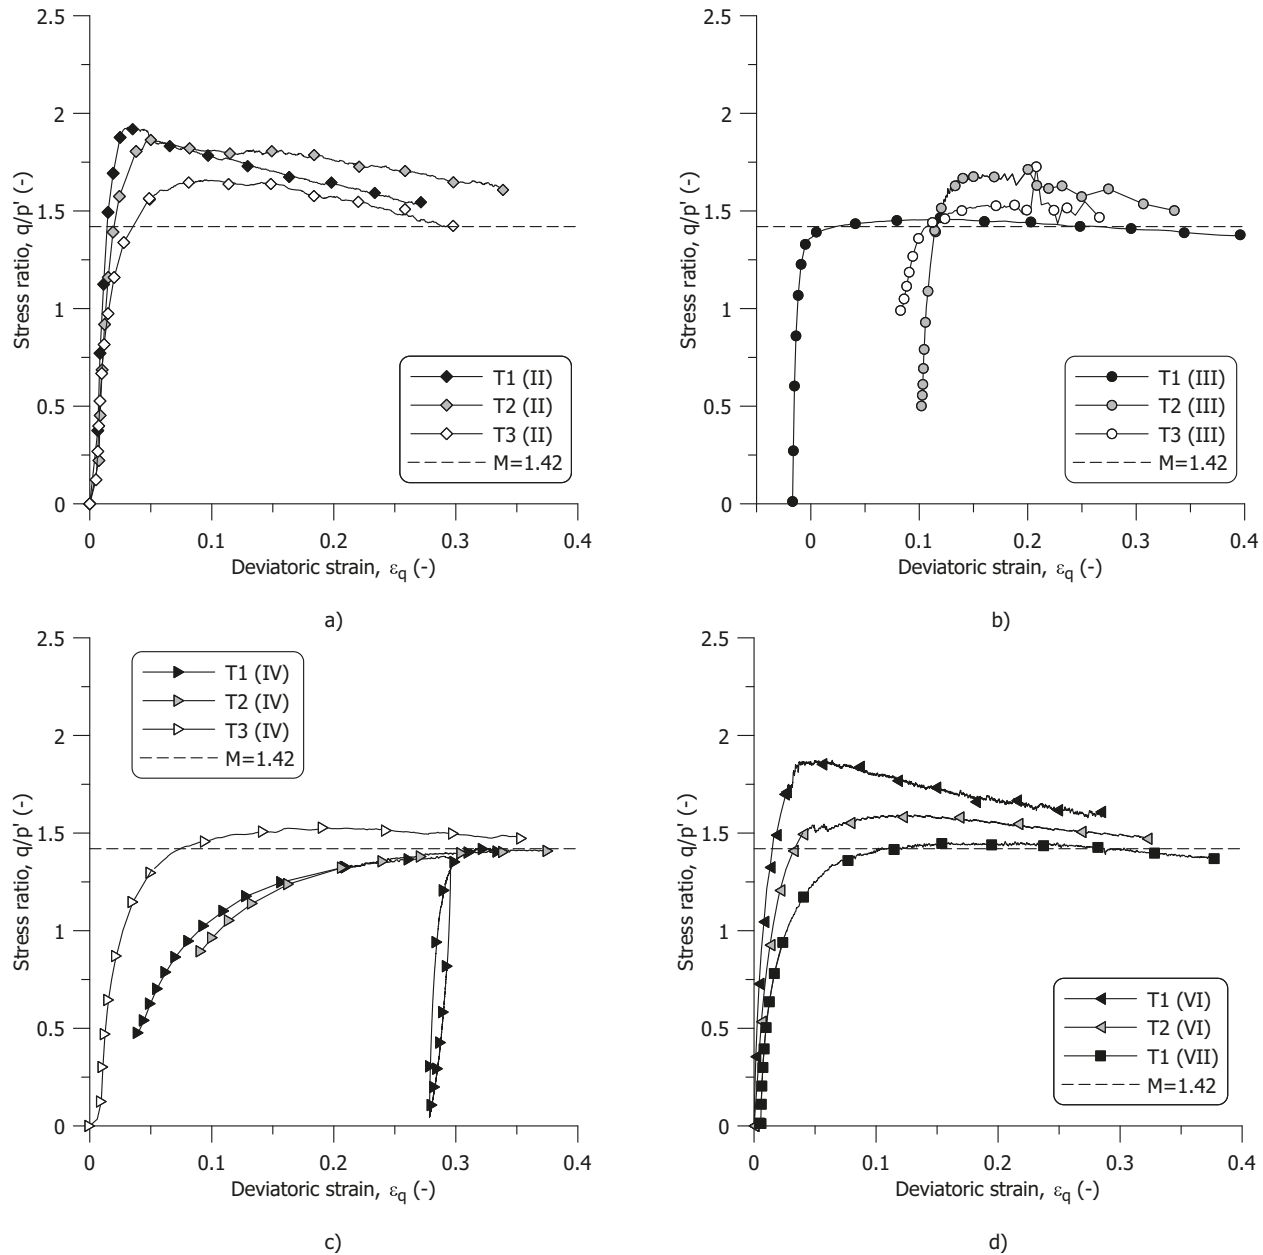 2.5
2
1.5
1
0.5
0
Stress ratio, q/p' (-)
T1 (II)
T2 (II)
T3 (II)
M=1.42
0 0.1 0.2 0.3 0.4
Deviatoric strain, εq (-)
a)
2.5
2
1.5
1
0.5
0
Stress ratio, q/p' (-)
T1 (III)
T2 (III)
T3 (III)
M=1.42
0 0.1 0.2 0.3 0.4
Deviatoric strain, εq (-)
b)
2.5
2
1.5
1
0.5
0
Stress ratio, q/p' (-)
T1 (IV)
T2 (IV)
T3 (IV)
M=1.42
0 0.1 0.2 0.3 0.4
Deviatoric strain, εq (-)
c)
2.5
2
1.5
1
0.5
0
Stress ratio, q/p' (-)
T1 (VI)
T2 (VI)
T1 (VII)
M=1.42
0 0.1 0.2 0.3 0.4
Deviatoric strain, εq (-)
d)